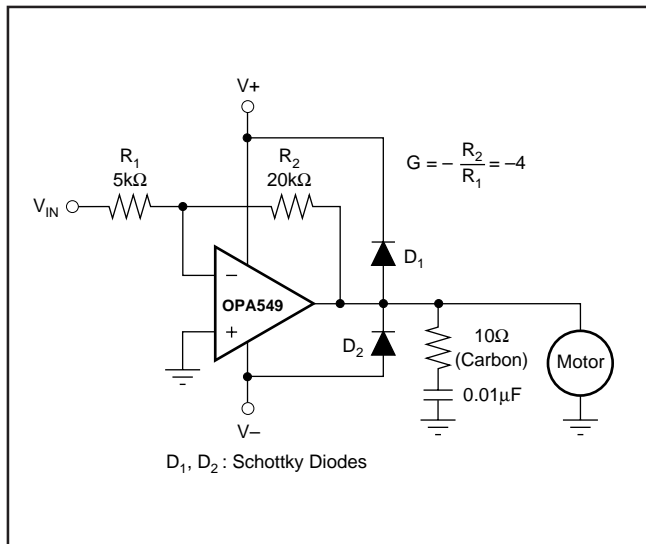 V+
R1
5kΩ
R2
20kΩ
G = – R2 / R1 = –4
VIN
–
+
OPA549
D1
D2
10Ω
(Carbon)
0.01µF
Motor
V–
D1, D2 : Schottky Diodes